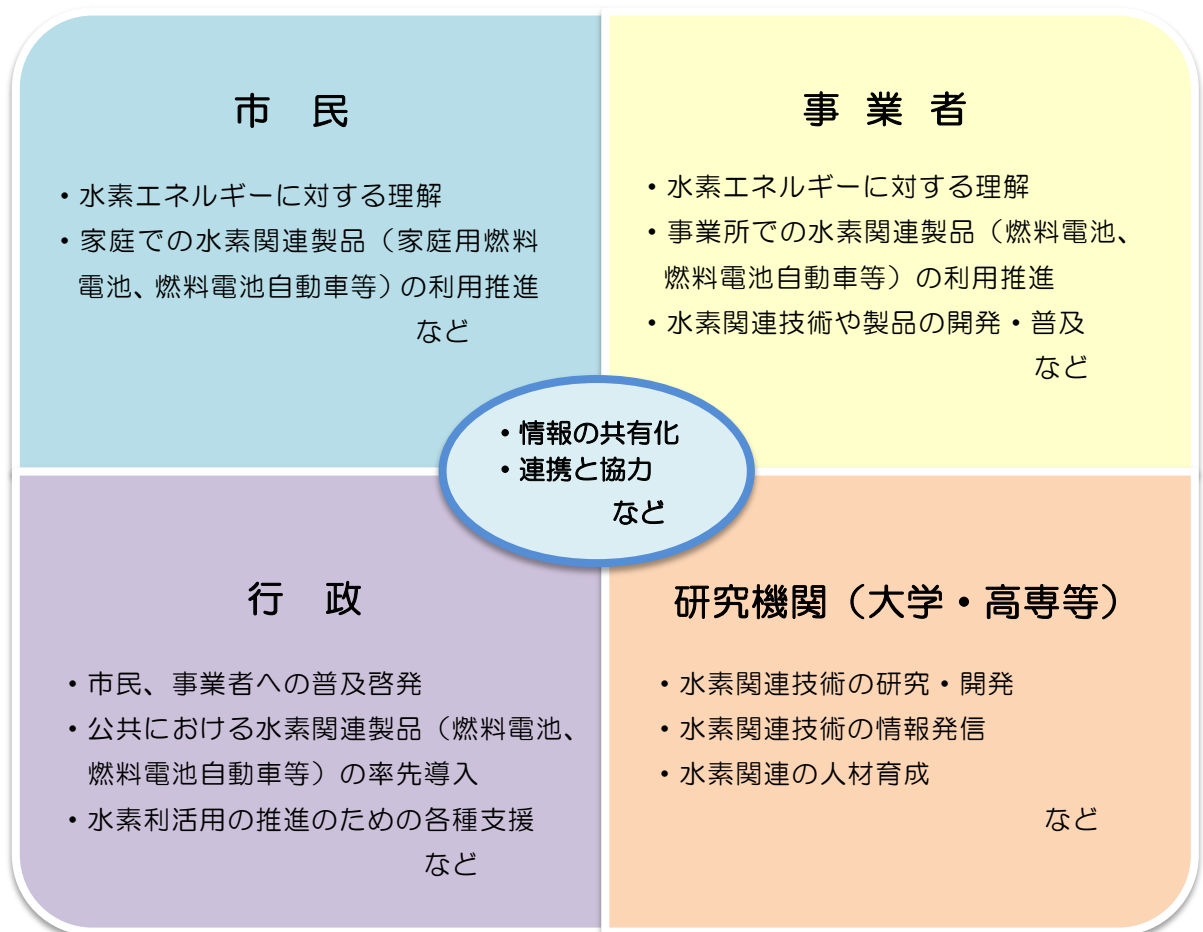 市　民
・水素エネルギーに対する理解
・家庭での水素関連製品（家庭用燃料
電池、燃料電池自動車等）の利用推進
など
事 業 者
・水素エネルギーに対する理解
・事業所での水素関連製品（燃料電池、
燃料電池自動車等）の利用推進
・水素関連技術や製品の開発・普及
など
・情報の共有化
・連携と協力
など
行　政
・市民、事業者への普及啓発
・公共における水素関連製品（燃料電池、
燃料電池自動車等）の率先導入
・水素利活用の推進のための各種支援
など
研究機関（大学・高専等）
・水素関連技術の研究・開発
・水素関連技術の情報発信
・水素関連の人材育成
など